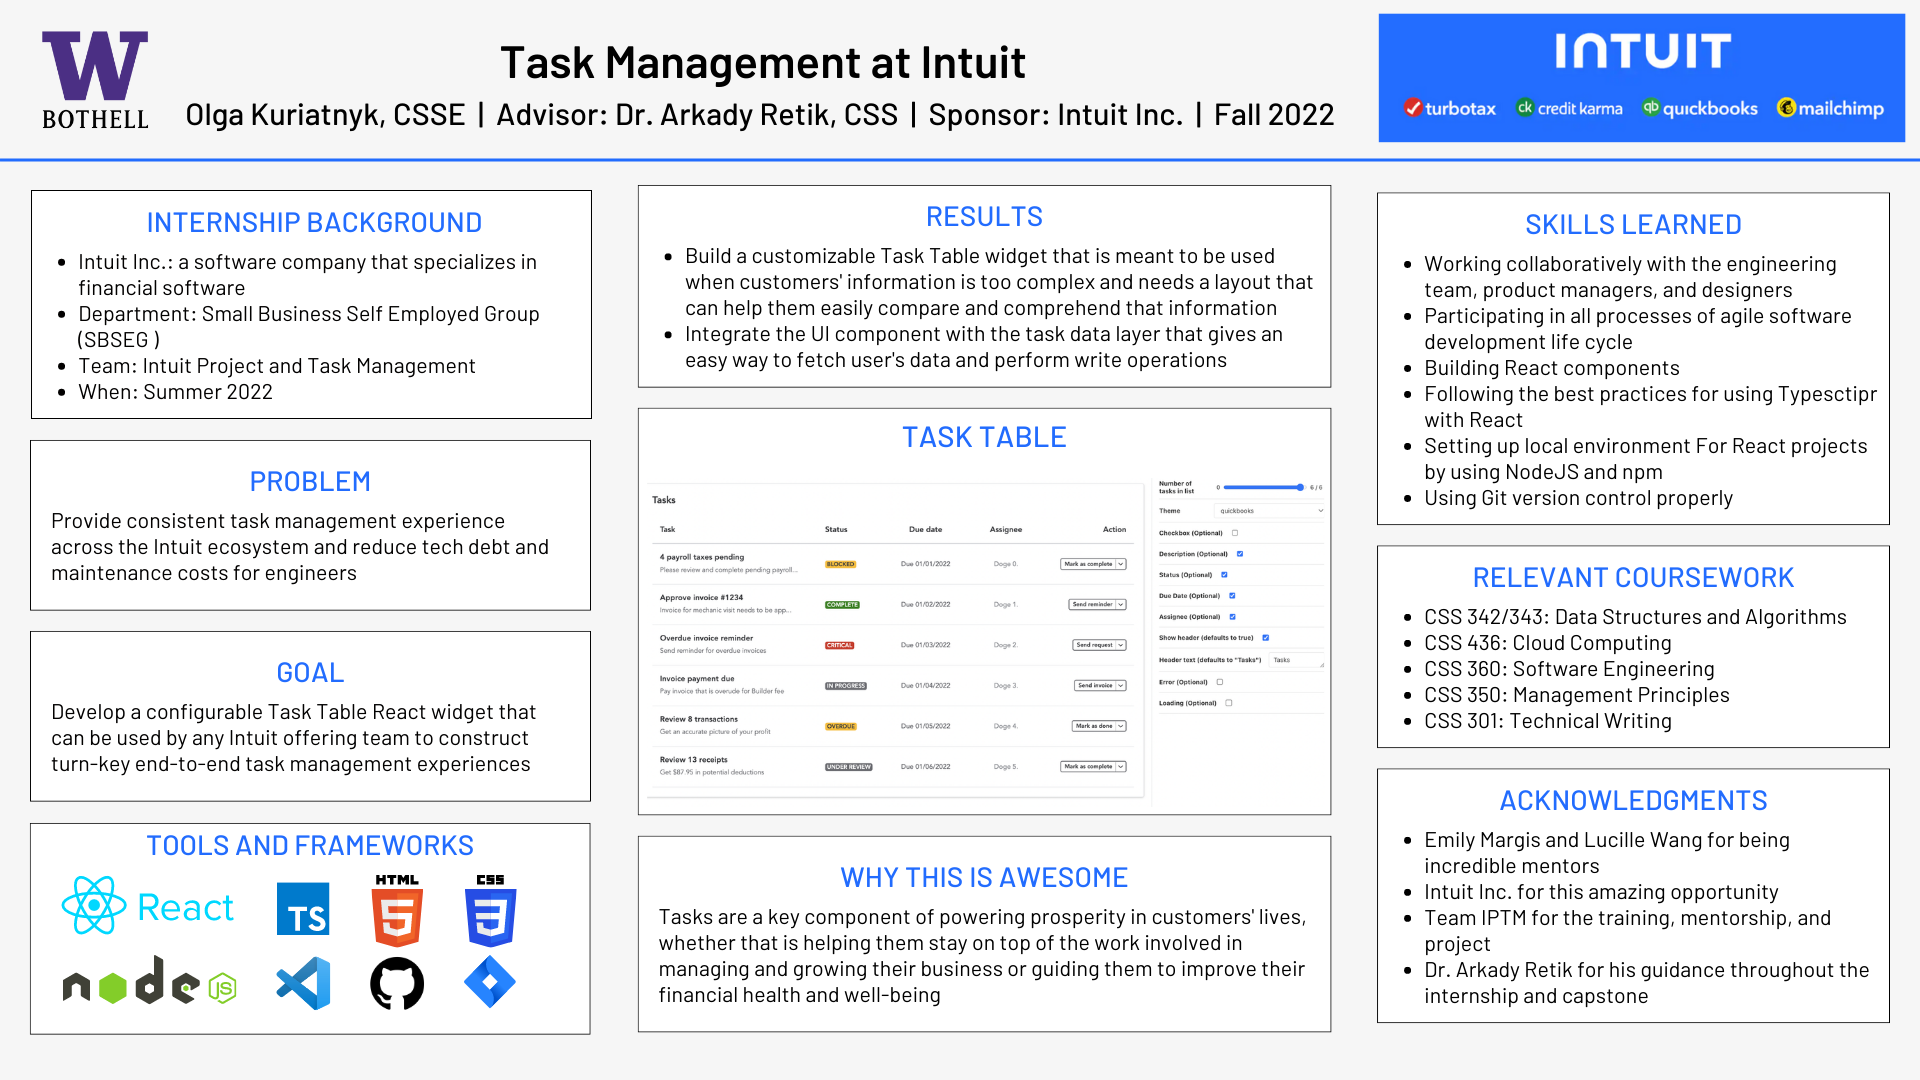 W
BOTHELL
Task Management at Intuit
Olga Kuriatnyk, CSSE | Advisor: Dr. Arkady Retik, CSS | Sponsor: Intuit Inc. | Fall 2022
INTUIT
turbotax
ck credit karma
qb quickbooks
mailchimp
INTERNSHIP BACKGROUND
• Intuit Inc.: a software company that specializes in
financial software
• Department: Small Business Self Employed Group
(SBSEG )
• Team: Intuit Project and Task Management
• When: Summer 2022
PROBLEM
Provide consistent task management experience
across the Intuit ecosystem and reduce tech debt and
maintenance costs for engineers
GOAL
Develop a configurable Task Table React widget that
can be used by any Intuit offering team to construct
turn-key end-to-end task management experiences
TOOLS AND FRAMEWORKS
React
TS
HTML
5
CSS
3
node
JS
RESULTS
• Build a customizable Task Table widget that is meant to be used
when customers' information is too complex and needs a layout that
can help them easily compare and comprehend that information
• Integrate the UI component with the task data layer that gives an
easy way to fetch user's data and perform write operations
TASK TABLE
Tasks
Task Status Due date Assignee Action
4 payroll taxes pending
Please review and complete pending payroll...
BLOCKED Due 01/01/2022 Doge 0. Mark as complete
Approve invoice #1234
Invoice for mechanic visit needs to be app...
COMPLETE Due 01/02/2022 Doge 1. Send reminder
Overdue invoice reminder
Send reminder for overdue invoices
CRITICAL Due 01/03/2022 Doge 2. Send request
Invoice payment due
Pay invoice that is overude for Builder fee
IN PROGRESS Due 01/04/2022 Doge 3. Send invoice
Review 8 transactions
Get an accurate picture of your profit
OVERDUE Due 01/05/2022 Doge 4. Mark as done
Review 13 receipts
Get $87.95 in potential deductions
UNDER REVIEW Due 01/06/2022 Doge 5. Mark as complete
Number of
tasks in list
0 6 / 6
Theme quickbooks
Checkbox (Optional)
Description (Optional)
Status (Optional)
Due Date (Optional)
Assignee (Optional)
Show header (defaults to true)
Header text (defaults to "Tasks") Tasks
Error (Optional)
Loading (Optional)
WHY THIS IS AWESOME
Tasks are a key component of powering prosperity in customers' lives,
whether that is helping them stay on top of the work involved in
managing and growing their business or guiding them to improve their
financial health and well-being
SKILLS LEARNED
• Working collaboratively with the engineering
team, product managers, and designers
• Participating in all processes of agile software
development life cycle
• Building React components
• Following the best practices for using Typesctipr
with React
• Setting up local environment For React projects
by using NodeJS and npm
• Using Git version control properly
RELEVANT COURSEWORK
• CSS 342/343: Data Structures and Algorithms
• CSS 436: Cloud Computing
• CSS 360: Software Engineering
• CSS 350: Management Principles
• CSS 301: Technical Writing
ACKNOWLEDGMENTS
• Emily Margis and Lucille Wang for being
incredible mentors
• Intuit Inc. for this amazing opportunity
• Team IPTM for the training, mentorship, and
project
• Dr. Arkady Retik for his guidance throughout the
internship and capstone